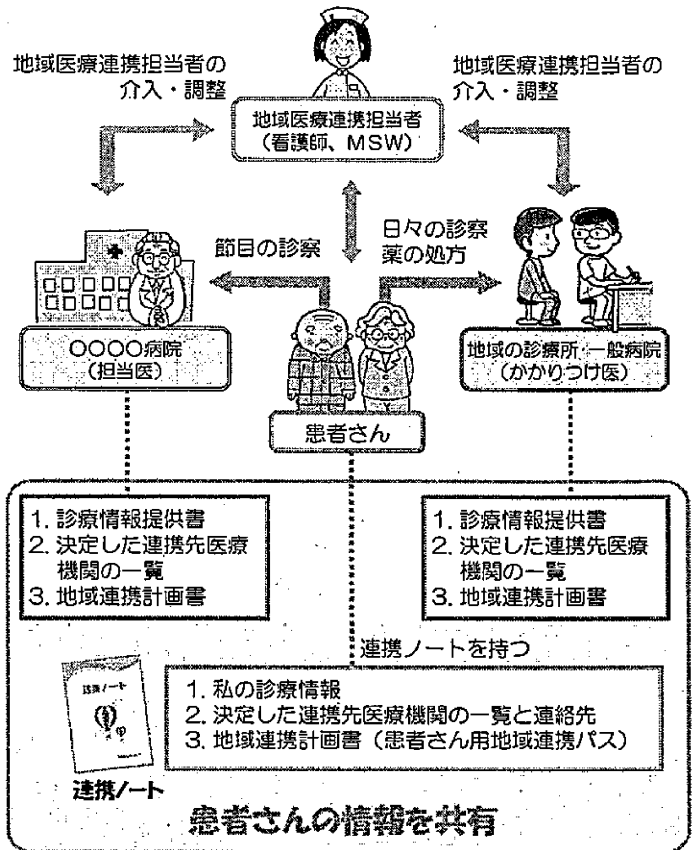 地域医療連携担当者の
介入・調整
地域医療連携担当者の
介入・調整
地域医療連携担当者
(看護師、MSW)
節目の診察
日々の診察
薬の処方
〇〇〇〇病院
(担当医)
地域の診療所・一般病院
(かかりつけ医)
患者さん
1. 診療情報提供書
2. 決定した連携先医療
機関の一覧
3. 地域連携計画書
1. 診療情報提供書
2. 決定した連携先医療
機関の一覧
3. 地域連携計画書
連携ノートを持つ
連携ノート
1. 私の診療情報
2. 決定した連携先医療機関の一覧と連絡先
3. 地域連携計画書(患者さん用地域連携パス)
連携ノート
患者さんの情報を共有